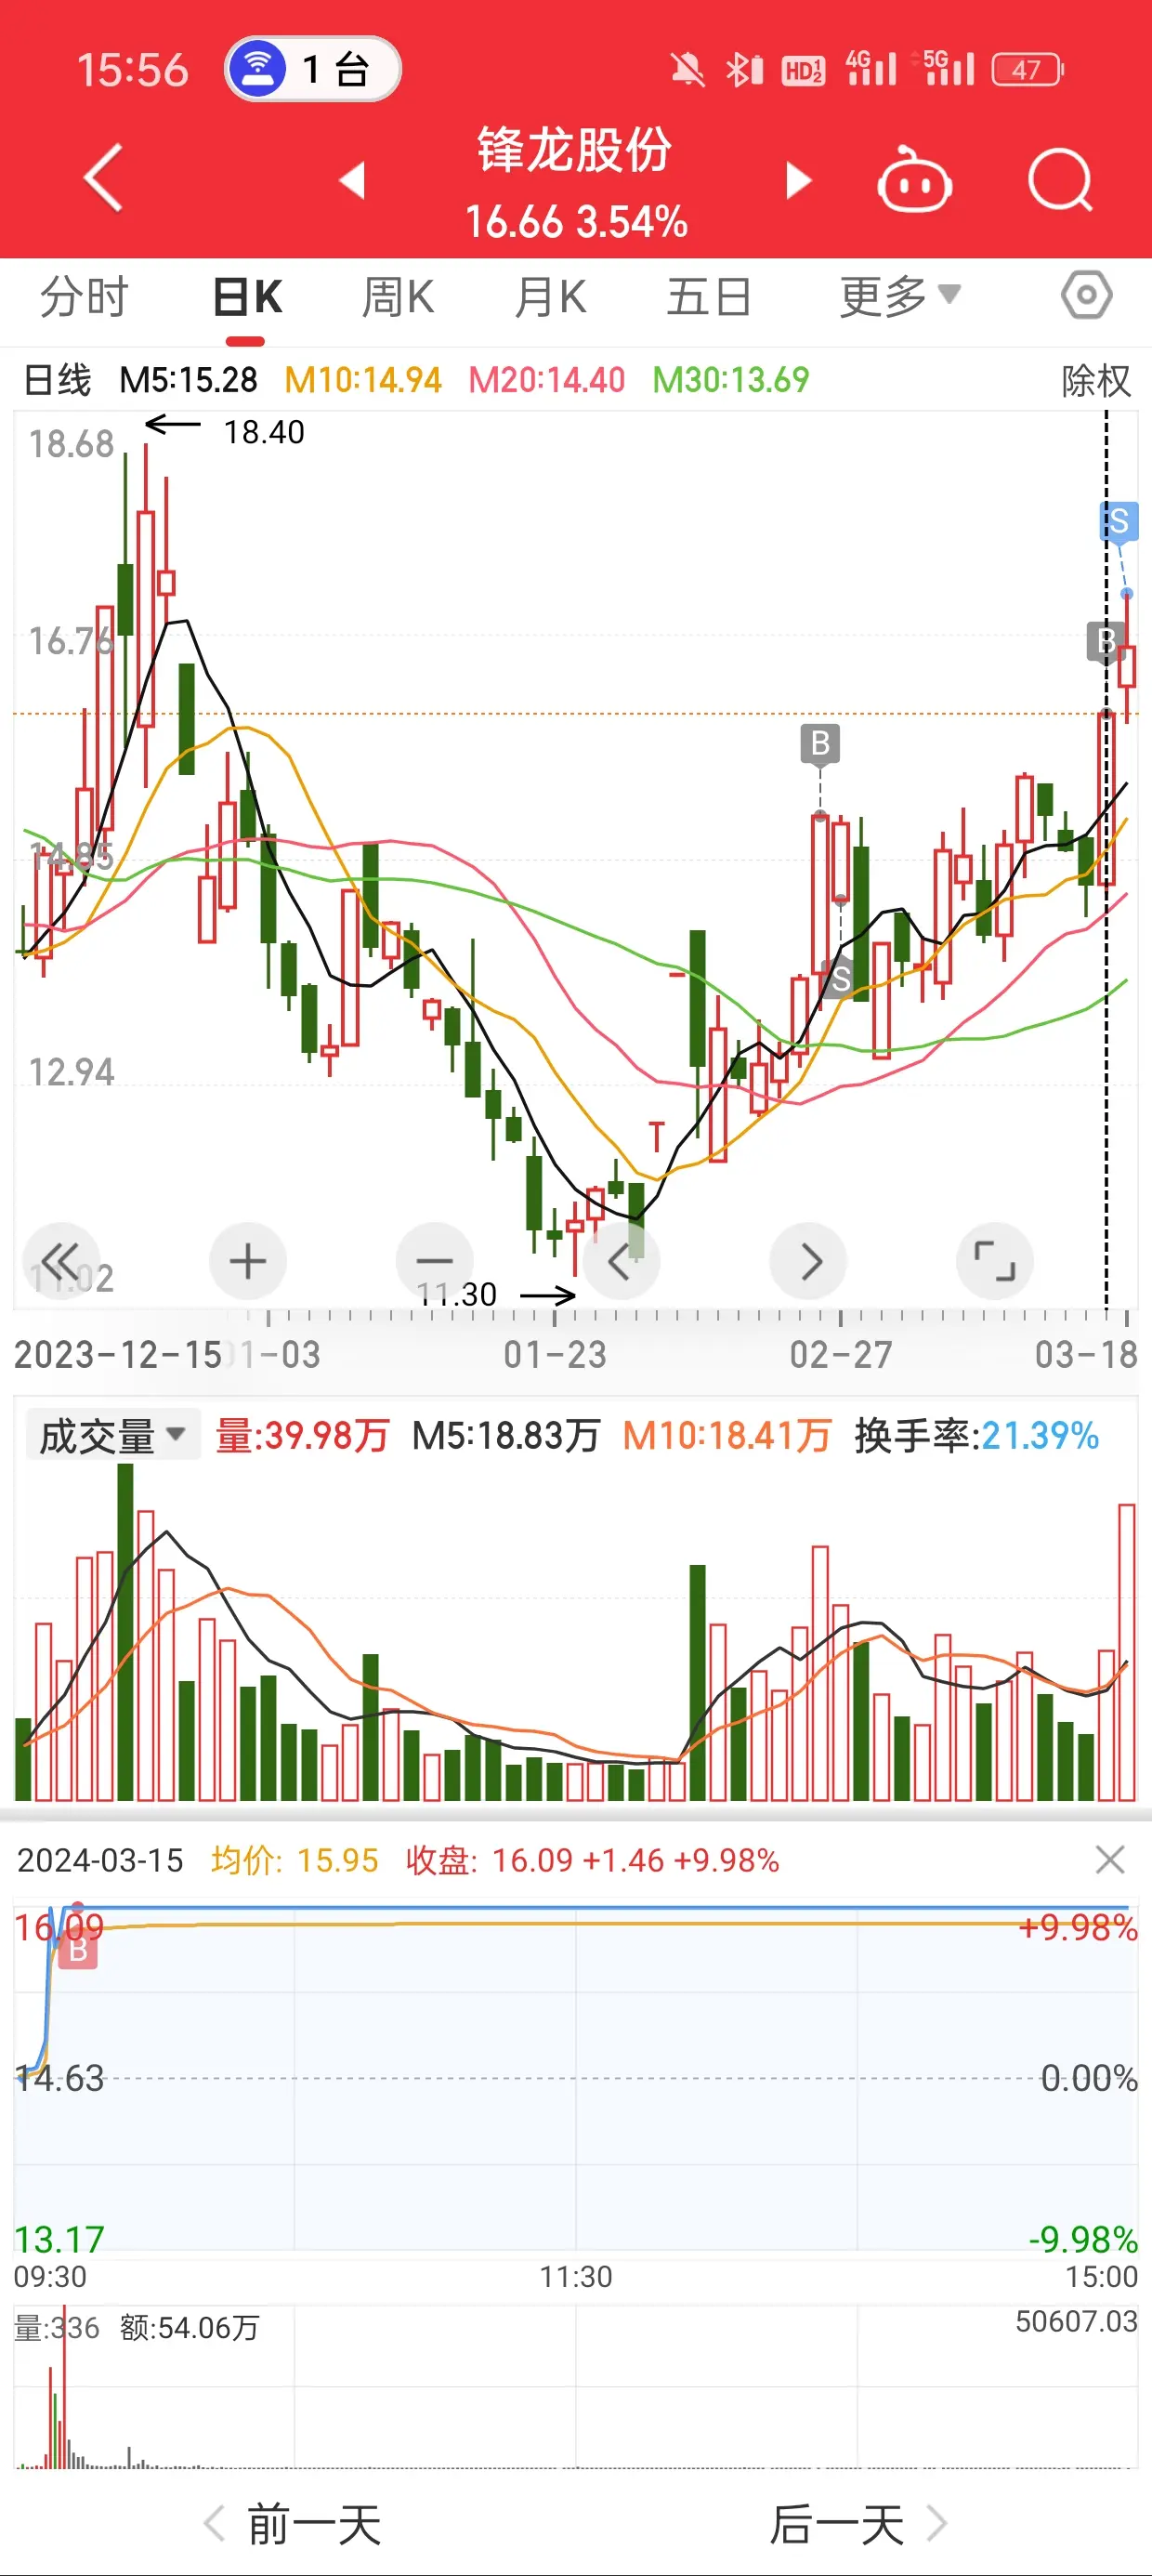 15:56 1 台 HD 1 2 4G 5G 47
锋龙股份
16.66 3.54%
分时 日K 周K 月K 五日 更多
日线 M5:15.28 M10:14.94 M20:14.40 M30:13.69 除权
18.68 18.40
S
16.76 B
B
14.85
S
12.94
11.02 11.30
2023-12-15 01-03 01-23 02-27 03-18
成交量 量:39.98万 M5:18.83万 M10:18.41万 换手率:21.39%
2024-03-15 均价: 15.95 收盘: 16.09 +1.46 +9.98%
16.09 +9.98%
B
14.63 0.00%
13.17 -9.98%
09:30 11:30 15:00
量:336 额:54.06万 50607.03
前一天 后一天